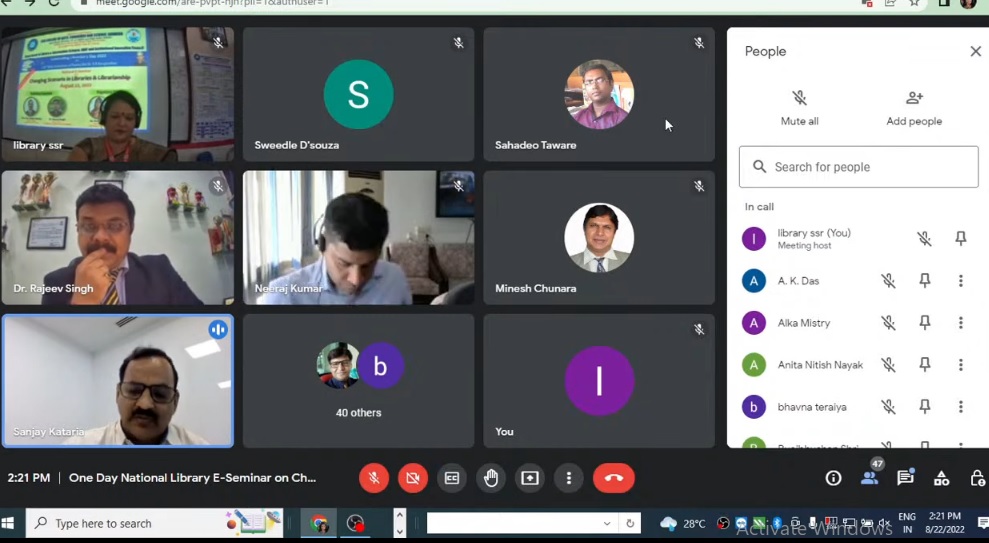 meet.google.com/are-pvpt-njh?pli=1&authuser=1
Changing Scenario in Libraries & Librarianship
August 22, 2022
library ssr
S
Sweedle D'souza
Sahadeo Taware
Dr. Rajeev Singh
Neeraj Kumar
Minesh Chunara
Sanjay Kataria
b
40 others
l
You
People
Mute all
Add people
Search for people
In call
l
library ssr (You)
Meeting host
A
A. K. Das
A
Alka Mistry
A
Anita Nitish Nayak
b
bhavna teraiya
2:21 PM | One Day National Library E-Seminar on Ch...
47
Type here to search
28°C
Activate Windows
ENG
IN
2:21 PM
8/22/2022